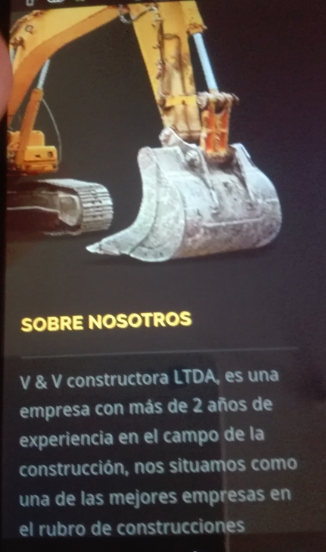 SOBRE NOSOTROS
V & V constructora LTDA, es una
empresa con más de 2 años de
experiencia en el campo de la
construcción, nos situamos como
una de las mejores empresas en
el rubro de construcciones